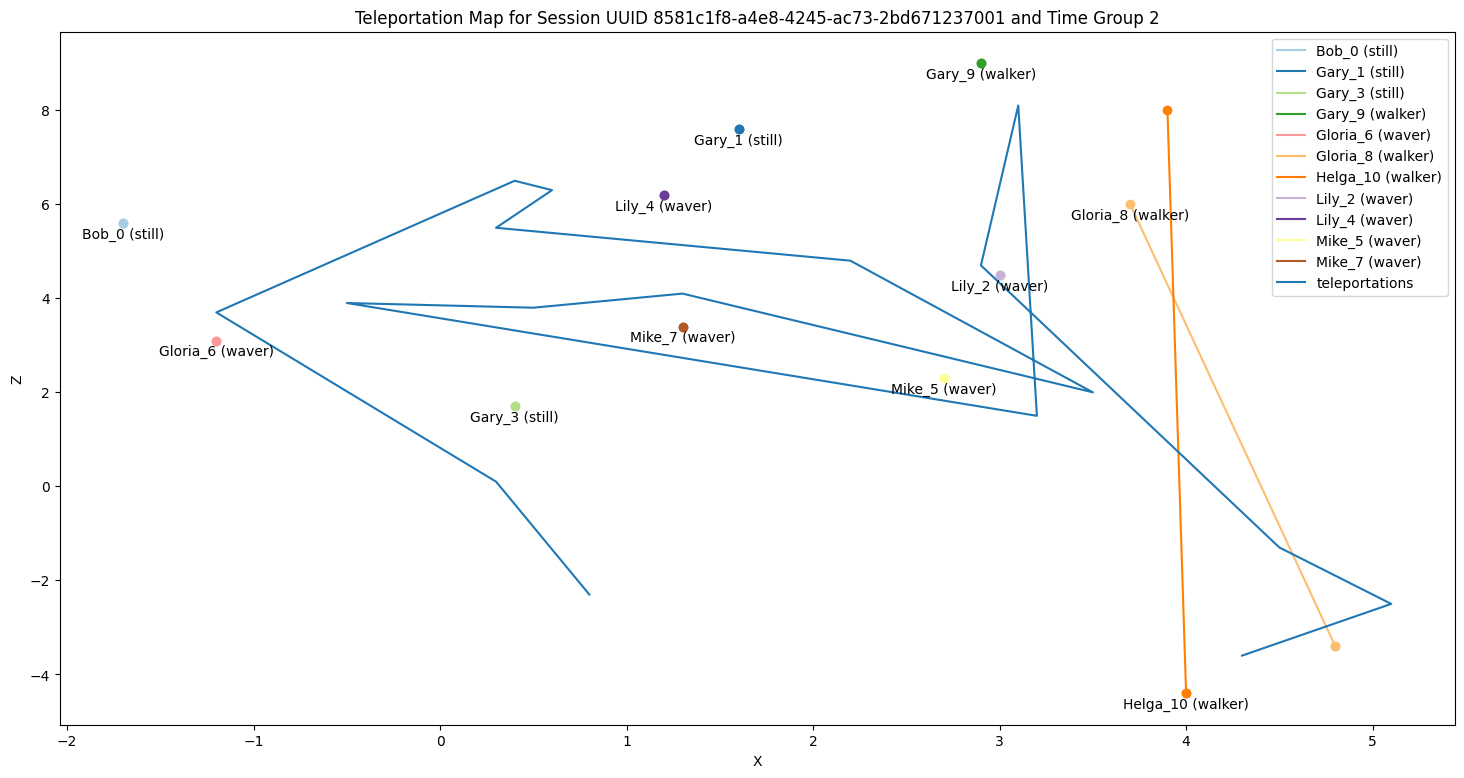 Teleportation Map for Session UUID 8581c1f8-a4e8-4245-ac73-2bd671237001 and Time Group 2
Bob_0 (still)
Gary_1 (still)
Gary_3 (still)
Gary_9 (walker)
Gloria_6 (waver)
Gloria_8 (walker)
Helga_10 (walker)
Lily_2 (waver)
Lily_4 (waver)
Mike_5 (waver)
Mike_7 (waver)
teleportations
Gary_9 (walker)
Gary_1 (still)
Lily_4 (waver)
Gloria_8 (walker)
Bob_0 (still)
Lily_2 (waver)
Mike_7 (waver)
Gloria_6 (waver)
Mike_5 (waver)
Gary_3 (still)
Helga_10 (walker)
8
6
4
2
0
−2
−4
Z
−2 −1 0 1 2 3 4 5
X